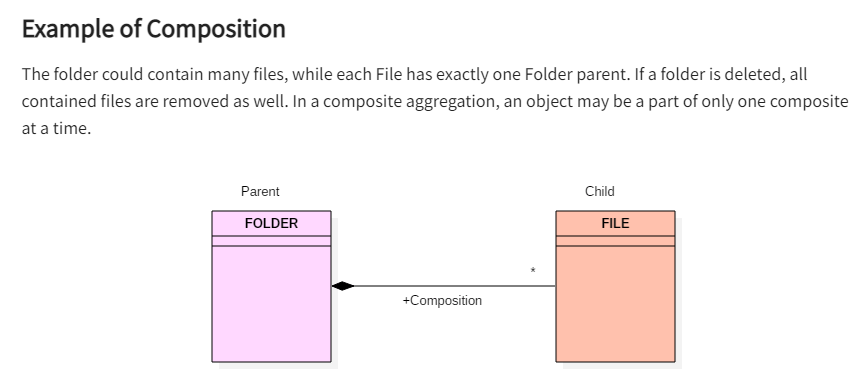 Example of Composition
The folder could contain many files, while each File has exactly one Folder parent. If a folder is deleted, all
contained files are removed as well. In a composite aggregation, an object may be a part of only one composite
at a time.
Parent
Child
FOLDER
FILE
*
+Composition